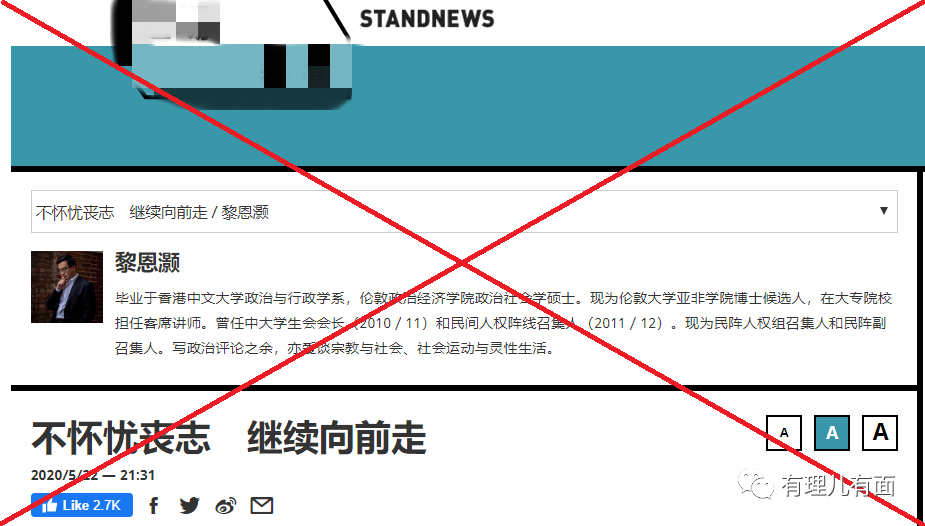 STANDNEWS
不怀忧丧志 继续向前走 / 黎恩灏
黎恩灏
毕业于香港中文大学政治与行政学系，伦敦政治经济学院政治社会学硕士。现为伦敦大学亚非学院博士候选人，在大专院校
担任客席讲师。曾任中大学生会会长（2010 / 11）和民间人权阵线召集人（2011 / 12）。现为民阵人权组召集人和民阵副
召集人。写政治评论之余，亦爱谈宗教与社会、社会运动与灵性生活。
不怀忧丧志 继续向前走
A A A
2020/5/22 — 21:31
Like 2.7K
有理儿有面